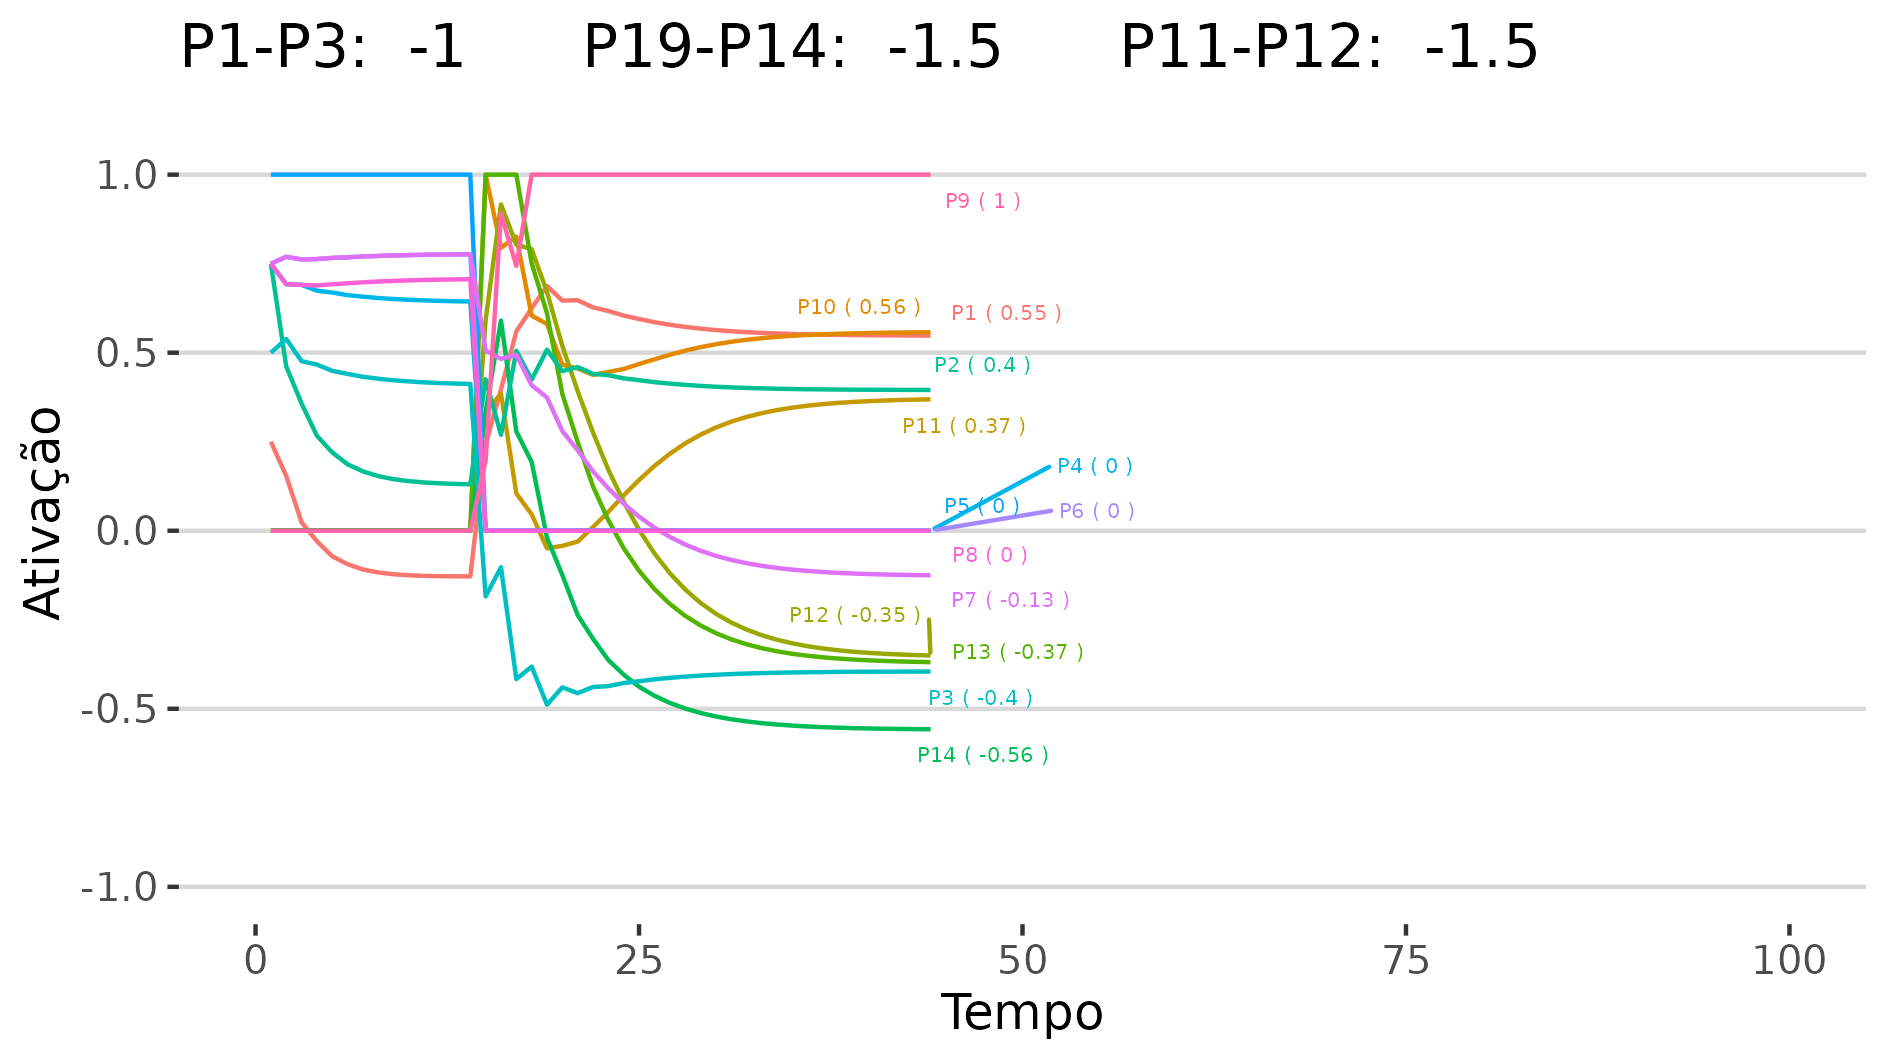 P1-P3:  -1      P19-P14:  -1.5      P11-P12:  -1.5
1.0
0.5
0.0
-0.5
-1.0
Ativação
P9 ( 1 )
P10 ( 0.56 )
P1 ( 0.55 )
P2 ( 0.4 )
P11 ( 0.37 )
P4 ( 0 )
P5 ( 0 )
P6 ( 0 )
P8 ( 0 )
P7 ( -0.13 )
P12 ( -0.35 )
P13 ( -0.37 )
P3 ( -0.4 )
P14 ( -0.56 )
0 25 50 75 100
Tempo